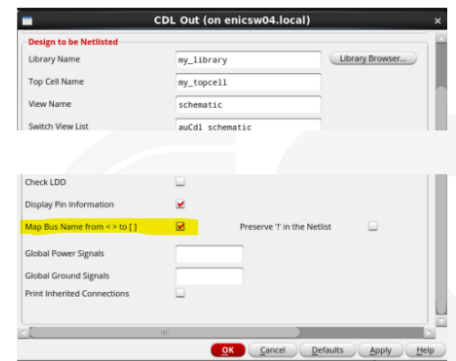 CDL Out (on enicsw04.local)
Design to be Netlisted
Library Name my_library Library Browser...
Top Cell Name my_topcell
View Name schematic
Switch View List auCdl schematic
Check LDD
Display Pin Information
Map Bus Name from < > to [ ] Preserve '!' in the Netlist
Global Power Signals
Global Ground Signals
Print Inherited Connections
OK Cancel Defaults Apply Help